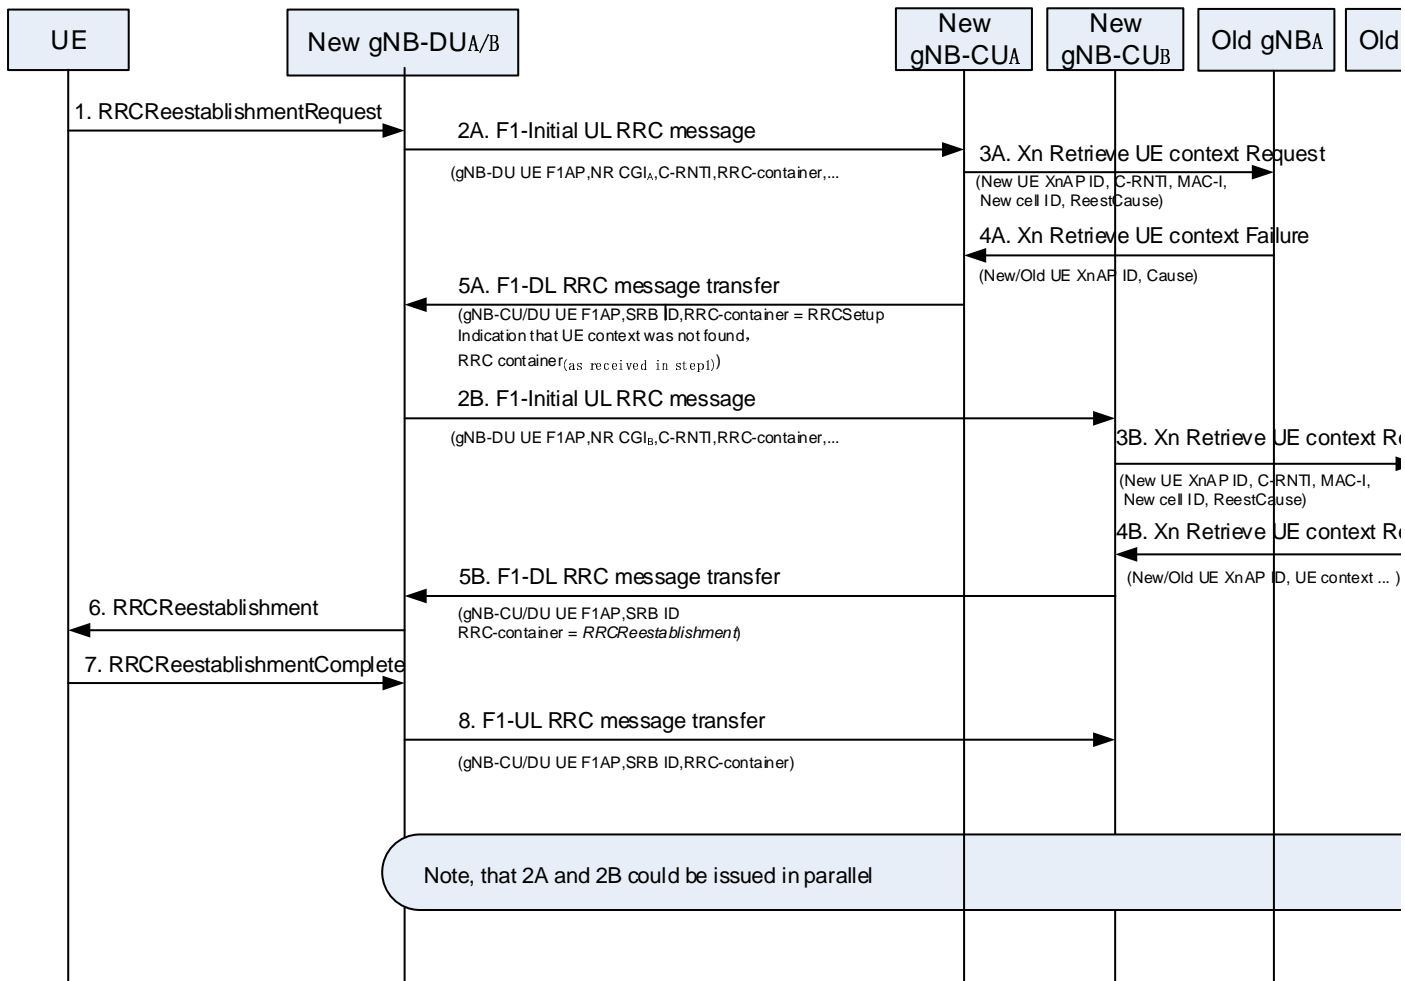 UE
New gNB-DUA/B
New
gNB-CUA
New
gNB-CUB
Old gNBA
Old
1. RRCReestablishmentRequest
2A. F1-Initial UL RRC message
(gNB-DU UE F1AP,NR CGIA,C-RNTI,RRC-container,...
3A. Xn Retrieve UE context Request
(New UE XnAP ID, C-RNTI, MAC-I,
New cell ID, ReestCause)
4A. Xn Retrieve UE context Failure
(New/Old UE XnAP ID, Cause)
5A. F1-DL RRC message transfer
(gNB-CU/DU UE F1AP,SRB ID,RRC-container = RRCSetup
Indication that UE context was not found,
RRC container(as received in step1))
2B. F1-Initial UL RRC message
(gNB-DU UE F1AP,NR CGIB,C-RNTI,RRC-container,...
3B. Xn Retrieve UE context Re
(New UE XnAP ID, C-RNTI, MAC-I,
New cell ID, ReestCause)
4B. Xn Retrieve UE context Re
(New/Old UE XnAP ID, UE context ... )
5B. F1-DL RRC message transfer
(gNB-CU/DU UE F1AP,SRB ID
RRC-container = RRCReestablishment)
6. RRCReestablishment
7. RRCReestablishmentComplete
8. F1-UL RRC message transfer
(gNB-CU/DU UE F1AP,SRB ID,RRC-container)
Note, that 2A and 2B could be issued in parallel